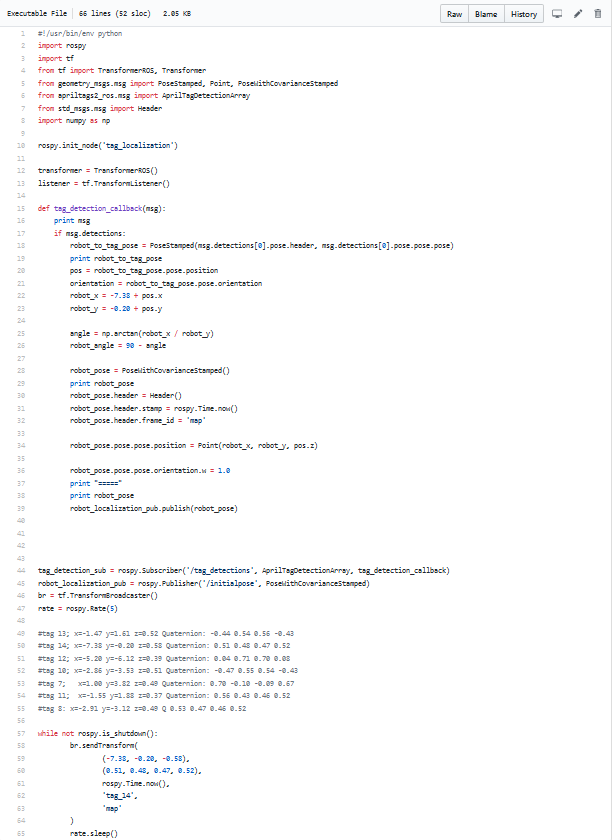 Executable File 66 lines (52 sloc) 2.05 KB Raw Blame History
1 #!/usr/bin/env python
2 import rospy
3 import tf
4 from tf import TransformerROS, Transformer
5 from geometry_msgs.msg import PoseStamped, Point, PoseWithCovarianceStamped
6 from apriltags2_ros.msg import AprilTagDetectionArray
7 from std_msgs.msg import Header
8 import numpy as np
9
10 rospy.init_node('tag_localization')
11
12 transformer = TransformerROS()
13 listener = tf.TransformListener()
14
15 def tag_detection_callback(msg):
16 print msg
17 if msg.detections:
18 robot_to_tag_pose = PoseStamped(msg.detections[0].pose.header, msg.detections[0].pose.pose.pose)
19 print robot_to_tag_pose
20 pos = robot_to_tag_pose.pose.position
21 orientation = robot_to_tag_pose.pose.orientation
22 robot_x = -7.38 + pos.x
23 robot_y = -0.20 + pos.y
24
25 angle = np.arctan(robot_x / robot_y)
26 robot_angle = 90 - angle
27
28 robot_pose = PoseWithCovarianceStamped()
29 print robot_pose
30 robot_pose.header = Header()
31 robot_pose.header.stamp = rospy.Time.now()
32 robot_pose.header.frame_id = 'map'
33
34 robot_pose.pose.pose.position = Point(robot_x, robot_y, pos.z)
35
36 robot_pose.pose.pose.orientation.w = 1.0
37 print "====="
38 print robot_pose
39 robot_localization_pub.publish(robot_pose)
40
41
42
43
44 tag_detection_sub = rospy.Subscriber('/tag_detections', AprilTagDetectionArray, tag_detection_callback)
45 robot_localization_pub = rospy.Publisher('/initialpose', PoseWithCovarianceStamped)
46 br = tf.TransformBroadcaster()
47 rate = rospy.Rate(5)
48
49 #tag 13; x=-1.47 y=1.61 z=0.52 Quaternion: -0.44 0.54 0.56 -0.43
50 #tag 14; x=-7.38 y=-0.20 z=0.58 Quaternion: 0.51 0.48 0.47 0.52
51 #tag 12; x=-5.20 y=-6.12 z=0.39 Quaternion: 0.04 0.71 0.70 0.08
52 #tag 10; x=-2.86 y=-3.53 z=0.51 Quaternion: -0.47 0.55 0.54 -0.43
53 #tag 7; x=1.00 y=3.82 z=0.49 Quaternion: 0.70 -0.10 -0.09 0.67
54 #tag 11; x=-1.55 y=1.88 z=0.37 Quaternion: 0.56 0.43 0.46 0.52
55 #tag 8: x=-2.91 y=-3.12 z=0.49 Q 0.53 0.47 0.46 0.52
56
57 while not rospy.is_shutdown():
58 br.sendTransform(
59 (-7.38, -0.20, -0.58),
60 (0.51, 0.48, 0.47, 0.52),
61 rospy.Time.now(),
62 'tag_14',
63 'map'
64 )
65 rate.sleep()